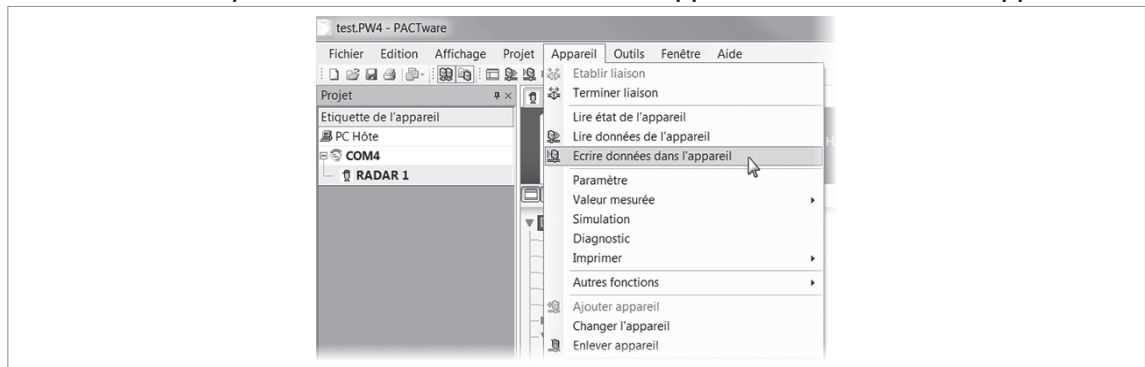 test.PW4 - PACTware
Fichier Edition Affichage Projet Appareil Outils Fenêtre Aide
Projet
Etiquette de l'appareil
PC Hôte
COM4
RADAR 1
Etablir liaison
Terminer liaison
Lire état de l'appareil
Lire données de l'appareil
Ecrire données dans l'appareil
Paramètre
Valeur mesurée
Simulation
Diagnostic
Imprimer
Autres fonctions
Ajouter appareil
Changer l'appareil
Enlever appareil